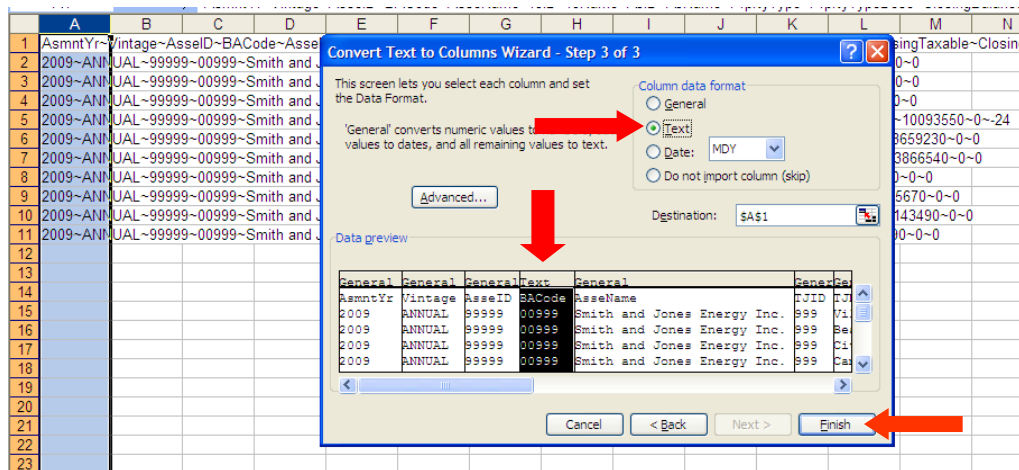 A B C D E F G H I J K L M N
1 AsmntYr~Vintage~AsseID~BACode~Asse singTaxable~Closin
2 2009~ANNUAL~99999~00999~Smith and J 0~0
3 2009~ANNUAL~99999~00999~Smith and J ~0~0
4 2009~ANNUAL~99999~00999~Smith and J 0~0
5 2009~ANNUAL~99999~00999~Smith and J ~10093550~0~-24
6 2009~ANNUAL~99999~00999~Smith and J 8659230~0~0
7 2009~ANNUAL~99999~00999~Smith and J 3866540~0~0
8 2009~ANNUAL~99999~00999~Smith and J 0~0~0
9 2009~ANNUAL~99999~00999~Smith and J 5670~0~0
10 2009~ANNUAL~99999~00999~Smith and J 143490~0~0
11 2009~ANNUAL~99999~00999~Smith and J 0~0~0
12
13
14
15
16
17
18
19
20
21
22
23
Convert Text to Columns Wizard - Step 3 of 3
This screen lets you select each column and set
the Data Format.
'General' converts numeric values to
values to dates, and all remaining values to text.
Advanced...
Column data format
General
Text
Date: MDY
Do not import column (skip)
Destination: $A$1
Data preview
General General General Text General Gener Ge
AsmntYr Vintage AsseID BACode AsseName TJID TJ
2009 ANNUAL 99999 00999 Smith and Jones Energy Inc. 999 Vil
2009 ANNUAL 99999 00999 Smith and Jones Energy Inc. 999 Bea
2009 ANNUAL 99999 00999 Smith and Jones Energy Inc. 999 Cit
2009 ANNUAL 99999 00999 Smith and Jones Energy Inc. 999 Car
Cancel < Back Next > Finish